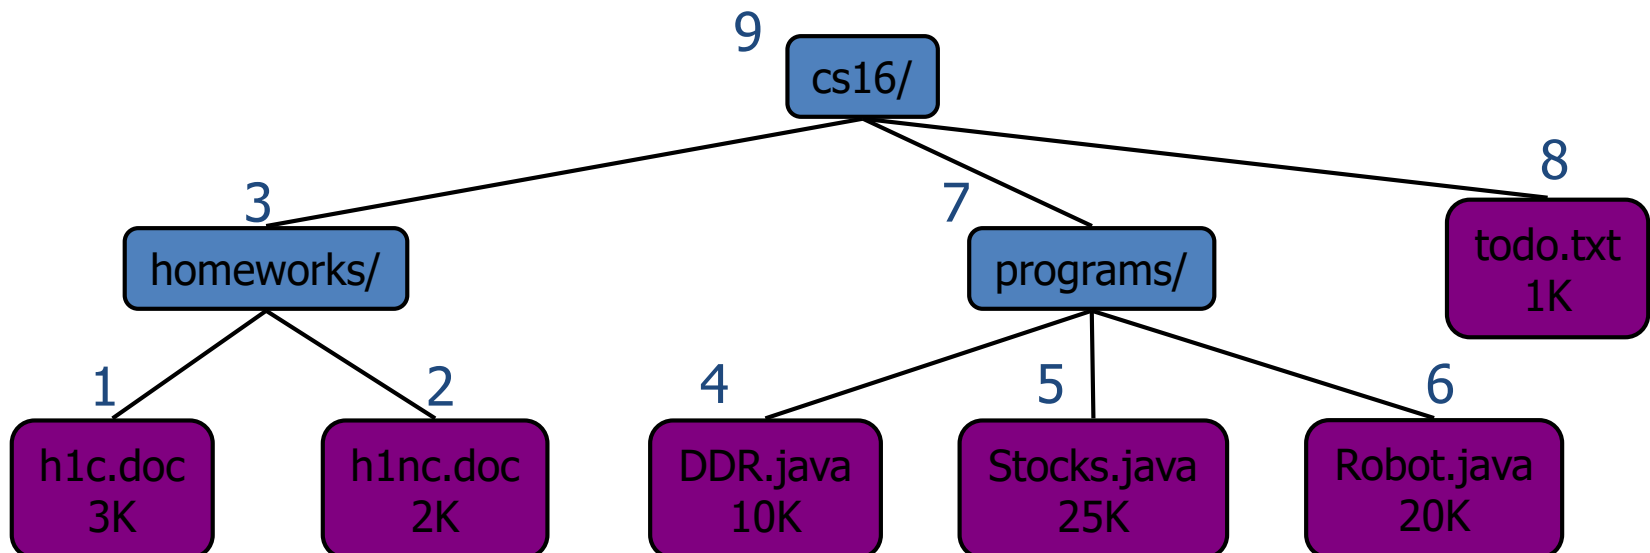 9
cs16/
8
3
7
homeworks/
programs/
todo.txt
1K
1
2
4
5
6
h1c.doc
3K
h1nc.doc
2K
DDR.java
10K
Stocks.java
25K
Robot.java
20K